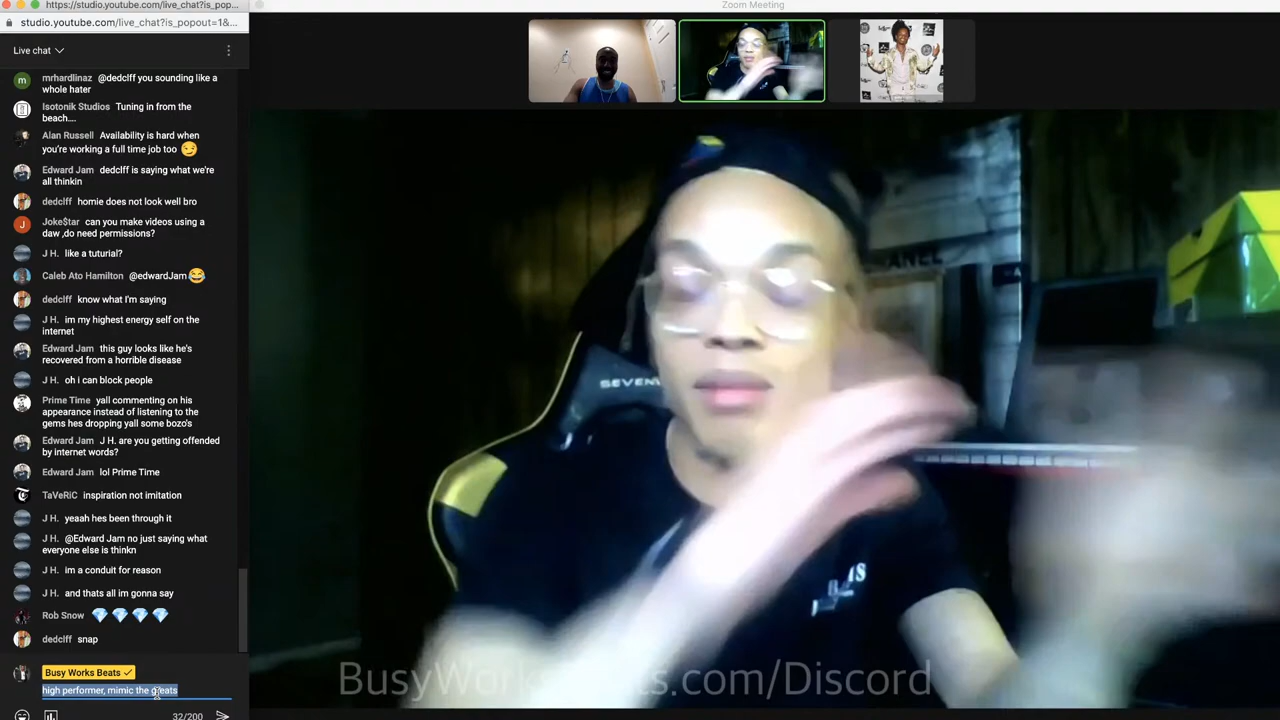 https://studio.youtube.com/live_chat?is_pop...
Zoom Meeting
studio.youtube.com/live_chat?is_popout=1&...
Live chat
mrhardlinaz @dedclff you sounding like a
whole hater
Isotonik Studios Tuning in from the
beach....
Alan Russell Availability is hard when
you're working a full time job too 😏
Edward Jam dedclff is saying what we're
all thinkin
dedclff homie does not look well bro
Joke$tar can you make videos using a
daw ,do need permissions?
J H. like a tuturial?
Caleb Ato Hamilton @edwardJam😂
dedclff know what I'm saying
J H. im my highest energy self on the
internet
Edward Jam this guy looks like he's
recovered from a horrible disease
J H. oh i can block people
Prime Time yall commenting on his
appearance instead of listening to the
gems hes dropping yall some bozo's
Edward Jam J H. are you getting offended
by internet words?
Edward Jam lol Prime Time
TaVeRiC inspiration not imitation
J H. yeaah hes been through it
J H. @Edward Jam no just saying what
everyone else is thinkn
J H. im a conduit for reason
J H. and thats all im gonna say
Rob Snow 💎 💎 💎 💎
dedclff snap
Busy Works Beats
high performer, mimic the greats
32/200
SEVEN
BusyWorksBeats.com/Discord